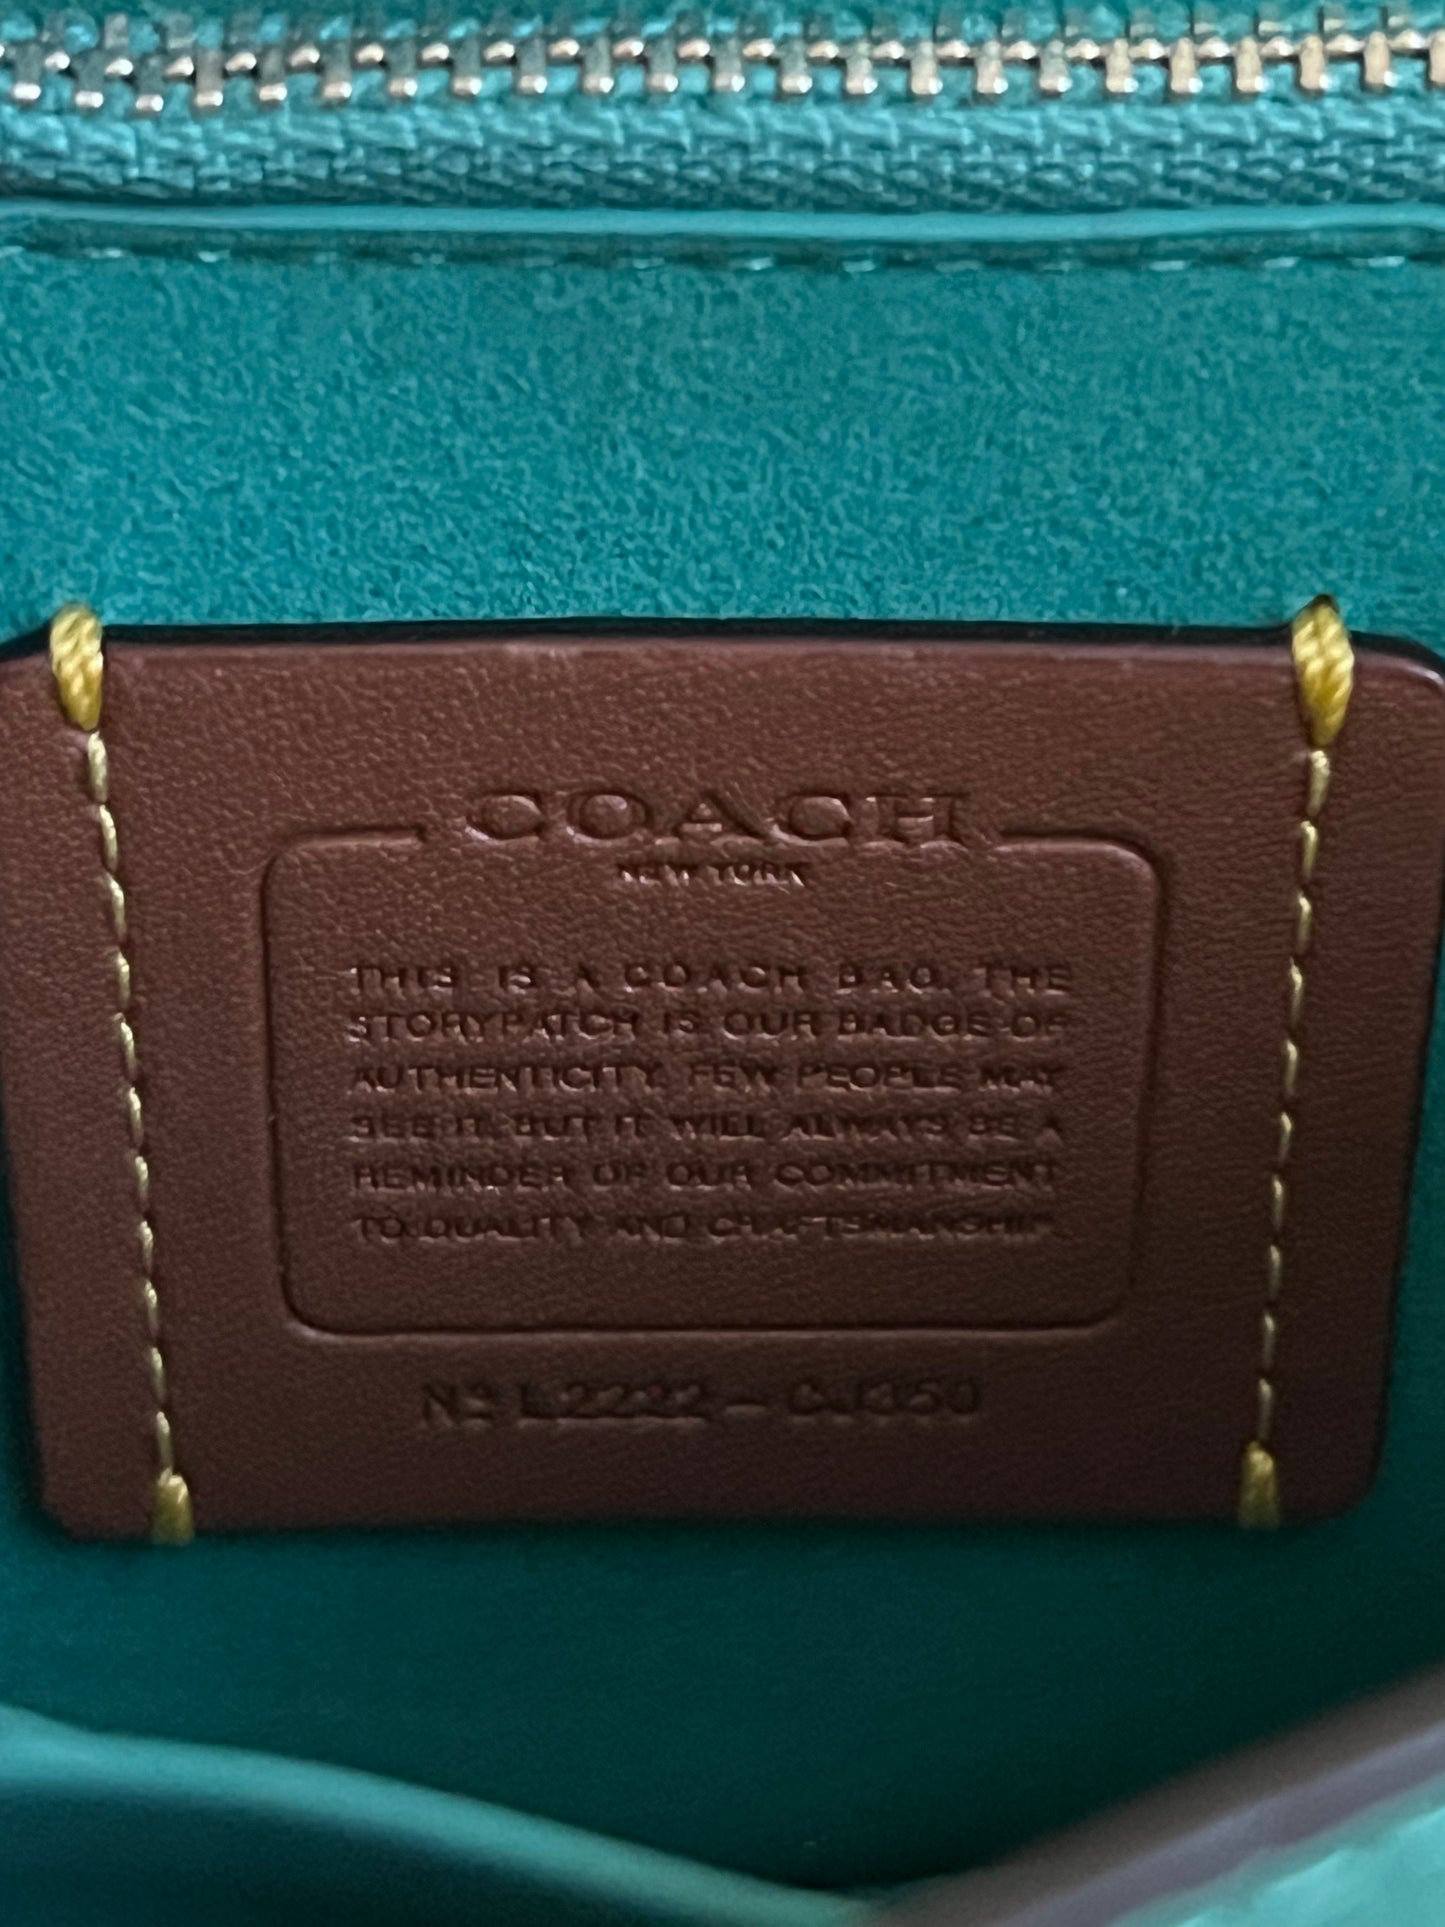 COACH
NEW YORK
THIS IS A COACH BAG. THE
STORYPATCH IS OUR BADGE OF
AUTHENTICITY. FEW PEOPLE MAY
SEE IT, BUT IT WILL ALWAYS BE A
REMINDER OF OUR COMMITMENT
TO QUALITY AND CRAFTSMANSHIP.
Nº L2222 -